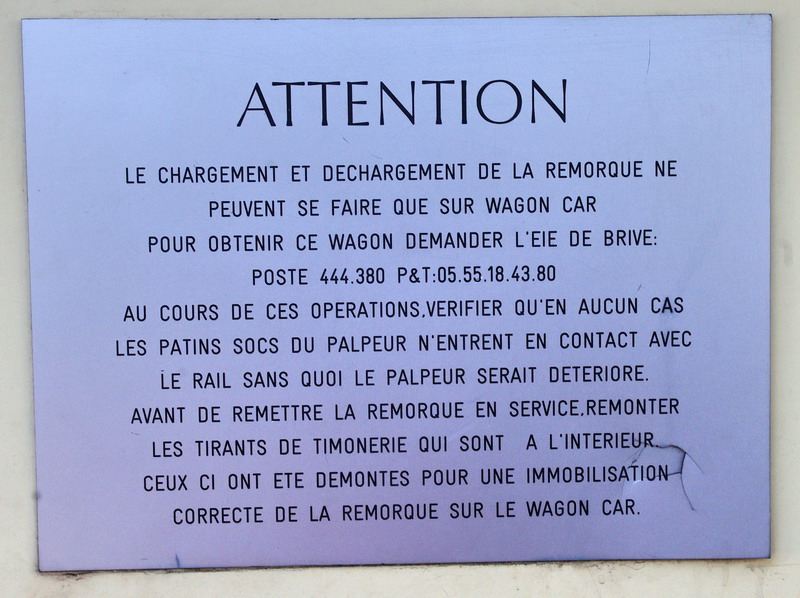 ATTENTION
LE CHARGEMENT ET DECHARGEMENT DE LA REMORQUE NE
PEUVENT SE FAIRE QUE SUR WAGON CAR
POUR OBTENIR CE WAGON DEMANDER L'EIE DE BRIVE:
POSTE 444.380 P&T:05.55.18.43.80
AU COURS DE CES OPERATIONS,VERIFIER QU'EN AUCUN CAS
LES PATINS SOCS DU PALPEUR N'ENTRENT EN CONTACT AVEC
LE RAIL SANS QUOI LE PALPEUR SERAIT DETERIORE.
AVANT DE REMETTRE LA REMORQUE EN SERVICE,REMONTER
LES TIRANTS DE TIMONERIE QUI SONT A L'INTERIEUR.
CEUX CI ONT ETE DEMONTES POUR UNE IMMOBILISATION
CORRECTE DE LA REMORQUE SUR LE WAGON CAR.